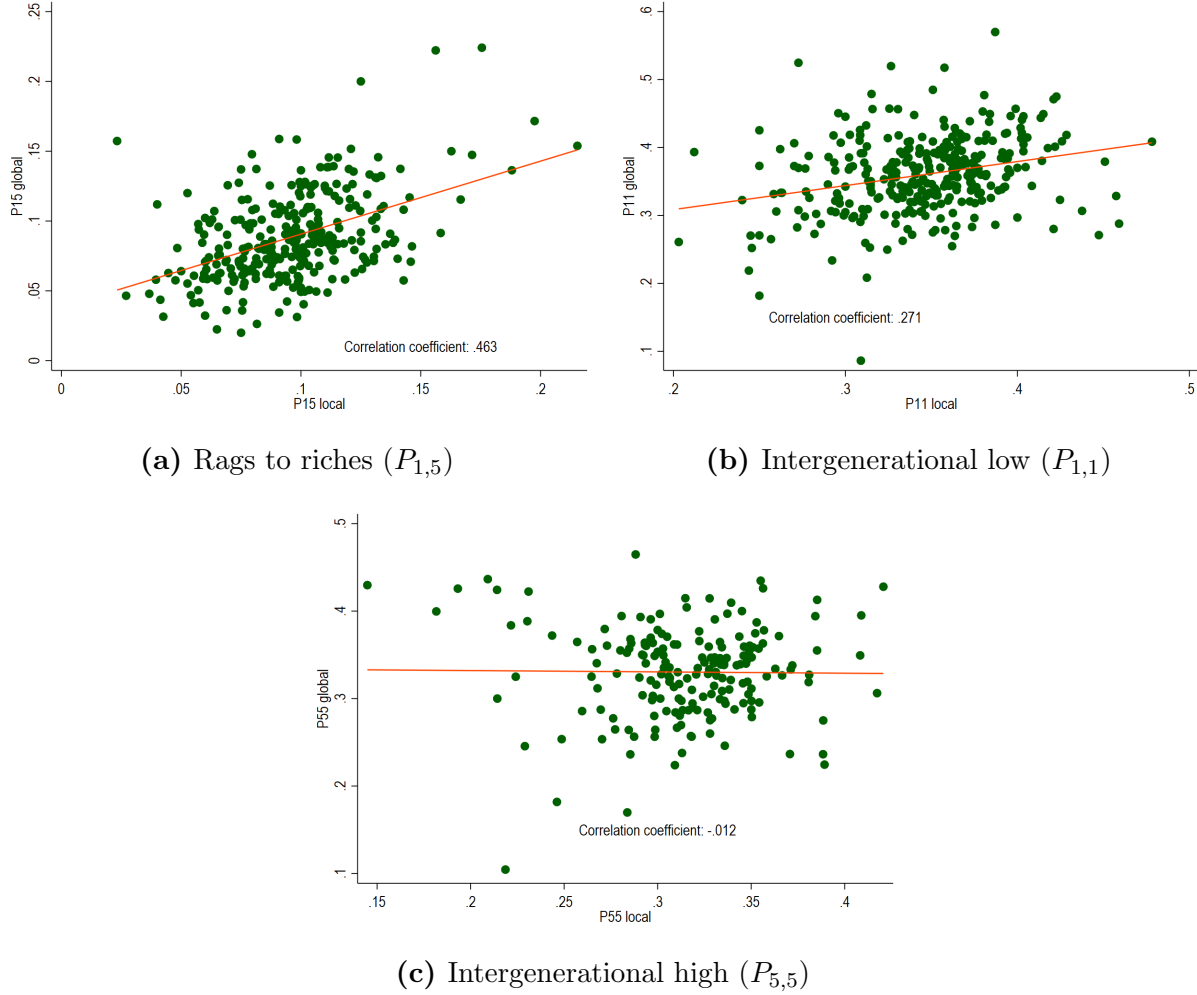 P15 global
.25
.2
.15
.1
.05
0
Correlation coefficient: .463
0 .05 .1 .15 .2
P15 local
(a) Rags to riches (P1,5)
P11 global
.6
.5
.4
.3
.2
.1
Correlation coefficient: .271
.2 .3 .4 .5
P11 local
(b) Intergenerational low (P1,1)
P55 global
.5
.4
.3
.2
.1
Correlation coefficient: -.012
.15 .2 .25 .3 .35 .4
P55 local
(c) Intergenerational high (P5,5)